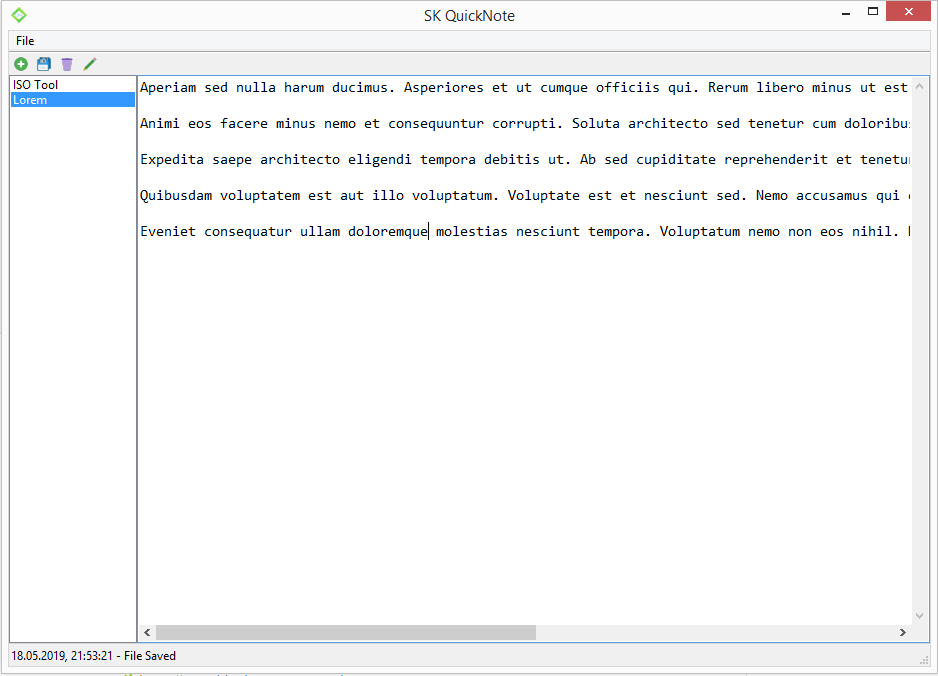 SK QuickNote
File
ISO Tool
Lorem
Aperiam sed nulla harum ducimus. Asperiores et ut cumque officiis qui. Rerum libero minus ut est
Animi eos facere minus nemo et consequuntur corrupti. Soluta architecto sed tenetur cum
Expedita saepe architecto eligendi tempora debitis ut. Ab sed cupiditate reprehenderit et
Quibusdam voluptatem est aut illo voluptatum. Voluptate est et nesciunt sed. Nemo accusamus qui
Eveniet consequatur ullam doloremque molestias nesciunt tempora. Voluptatum nemo non eos nihil.
18.05.2019, 21:53:21 - File Saved